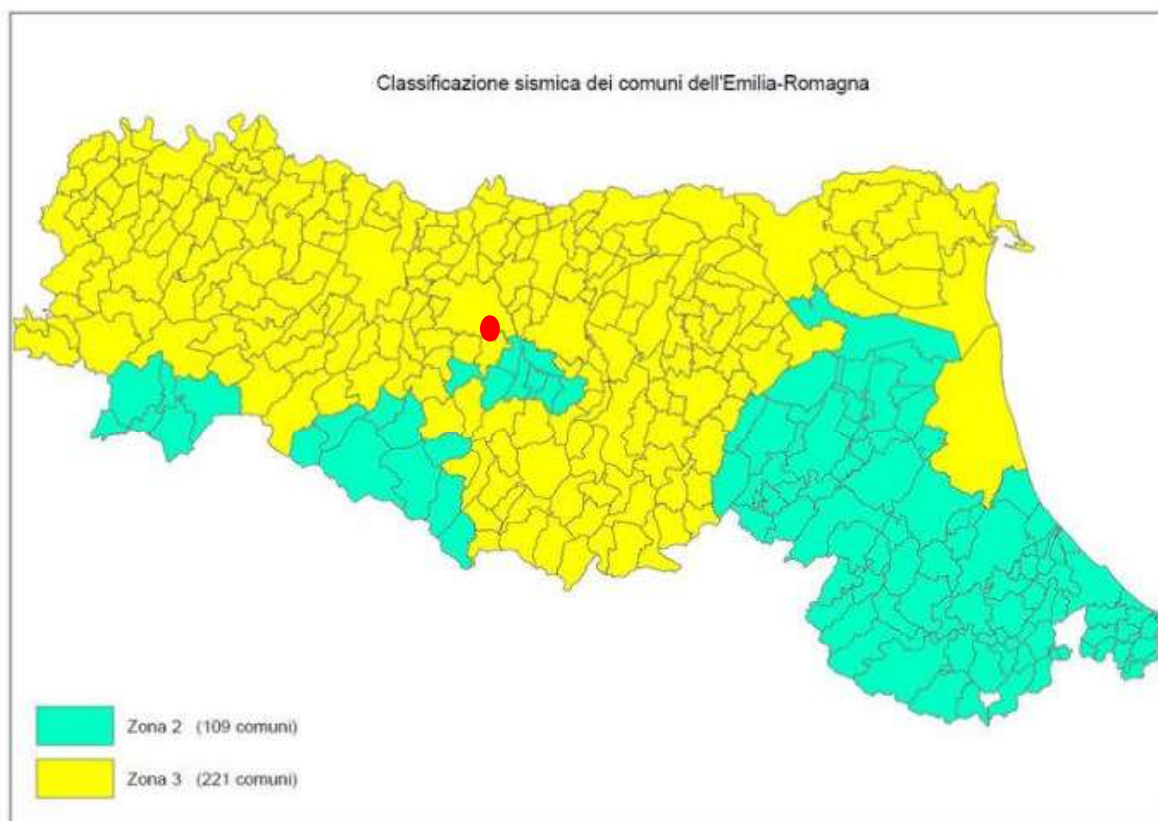 Classificazione sismica dei comuni dell'Emilia-Romagna
Zona 2 (109 comuni)
Zona 3 (221 comuni)